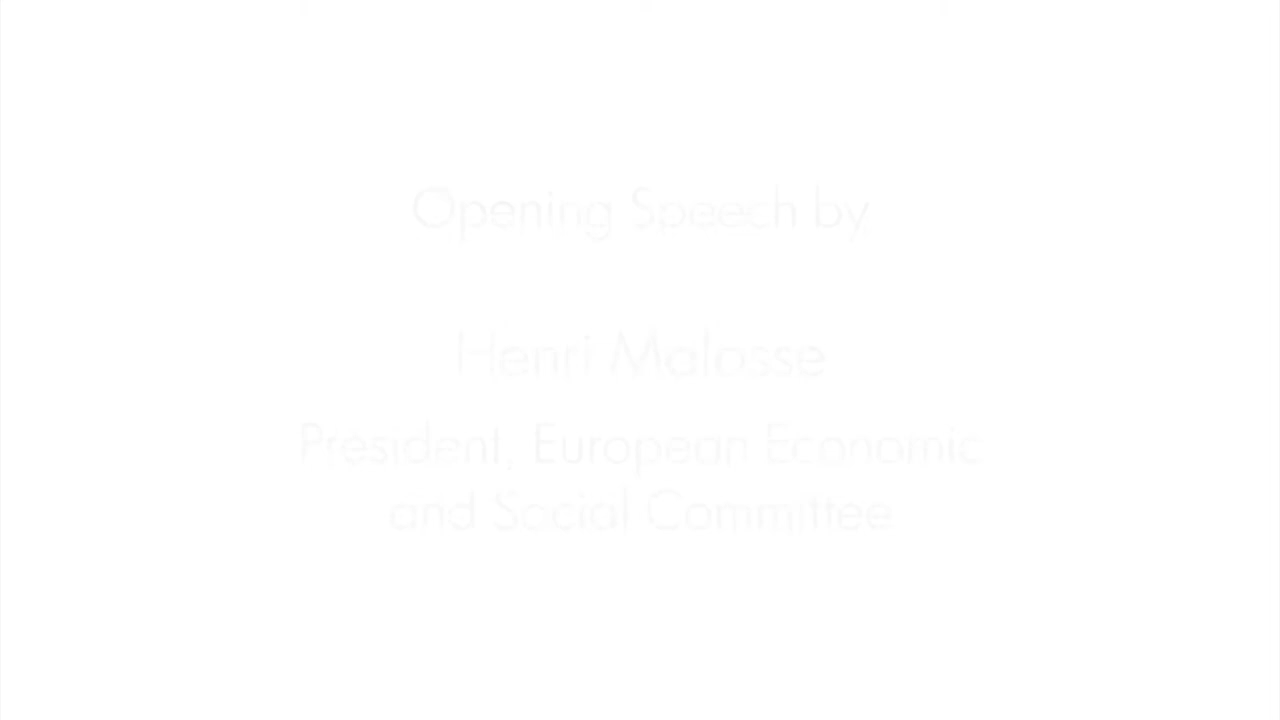 Opening Speech by
Henri Malosse
President, European Economic
and Social Committee